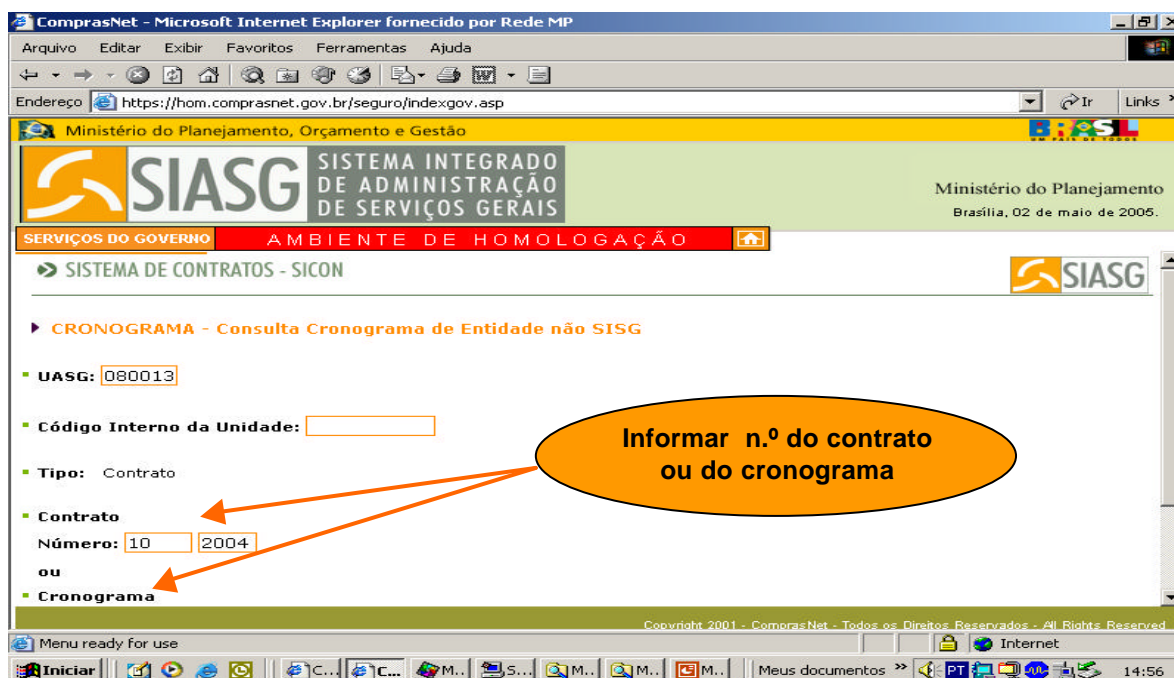 ComprasNet - Microsoft Internet Explorer fornecido por Rede MP
Arquivo Editar Exibir Favoritos Ferramentas Ajuda
Endereço https://hom.comprasnet.gov.br/seguro/indexgov.asp Ir Links
Ministério do Planejamento, Orçamento e Gestão
BRASIL
UM PAÍS DE TODOS
SIASG
SISTEMA INTEGRADO
DE ADMINISTRAÇÃO
DE SERVIÇOS GERAIS
Ministério do Planejamento
Brasília, 02 de maio de 2005.
SERVIÇOS DO GOVERNO AMBIENTE DE HOMOLOGAÇÃO
SISTEMA DE CONTRATOS - SICON
SIASG
CRONOGRAMA - Consulta Cronograma de Entidade não SISG
UASG: 080013
Código Interno da Unidade:
Informar n.º do contrato
ou do cronograma
Tipo: Contrato
Contrato
Número: 10 2004
ou
Cronograma
Copyright 2001 - ComprasNet - Todos os Direitos Reservados - All Rights Reserved
Menu ready for use Internet
Iniciar C... C... M.. S... M.. M.. M.. Meus documentos » PT 14:56